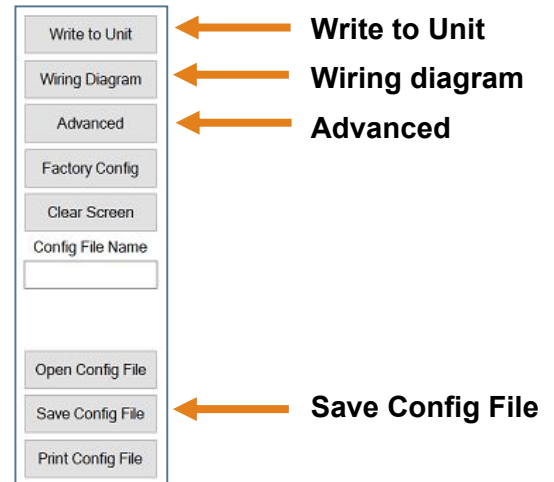 Write to Unit
Write to Unit
Wiring Diagram
Wiring diagram
Advanced
Advanced
Factory Config
Clear Screen
Config File Name
Open Config File
Save Config File
Save Config File
Print Config File